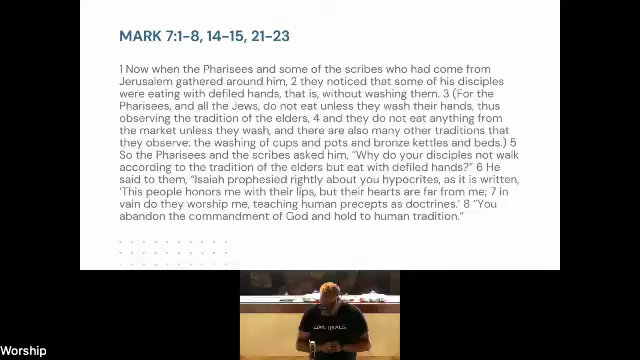 MARK 7:1-8, 14-15, 21-23
1 Now when the Pharisees and some of the scribes who had come from
Jerusalem gathered around him, 2 they noticed that some of his disciples
were eating with defiled hands, that is, without washing them. 3 (For the
Pharisees, and all the Jews, do not eat unless they wash their hands, thus
observing the tradition of the elders, 4 and they do not eat anything from
the market unless they wash, and there are also many other traditions that
they observe: the washing of cups and pots and bronze kettles and beds.) 5
So the Pharisees and the scribes asked him, “Why do your disciples not walk
according to the tradition of the elders but eat with defiled hands?” 6 He
said to them, “Isaiah prophesied rightly about you hypocrites, as it is written,
‘This people honors me with their lips, but their hearts are far from me; 7 in
vain do they worship me, teaching human precepts as doctrines.’ 8 “You
abandon the commandment of God and hold to human tradition.”
Worship